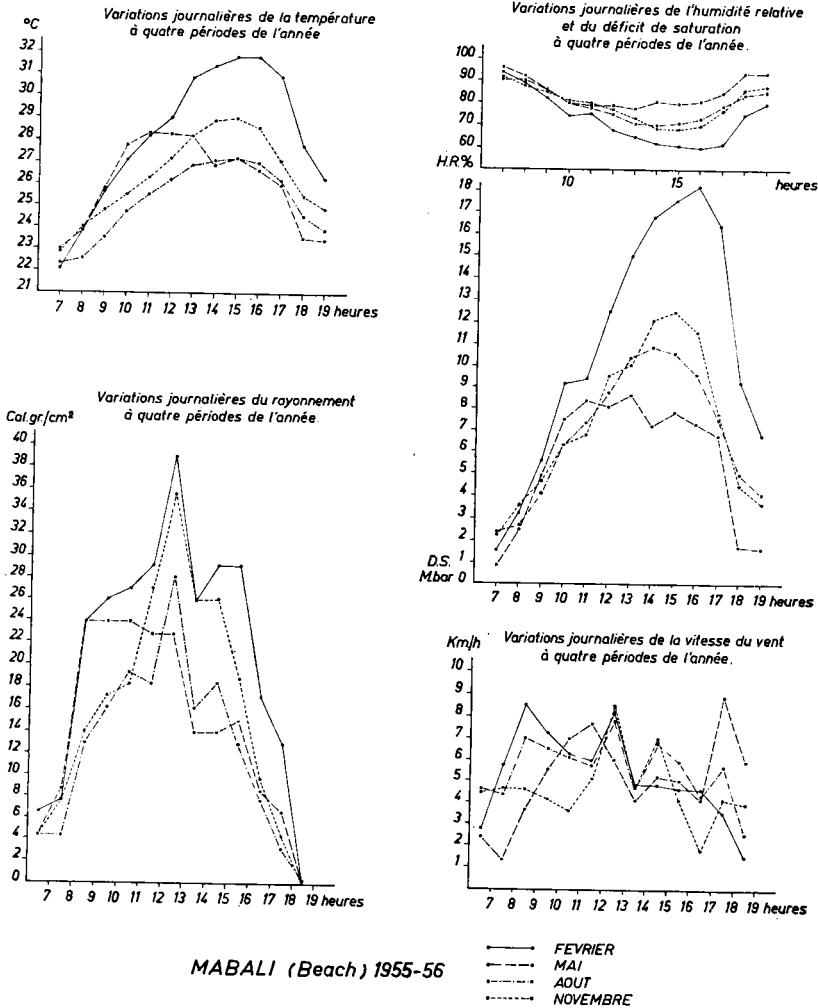 Variations journalières de la température
à quatre périodes de l'année
°C
32
31
30
29
28
27
26
25
24
23
22
21
7 8 9 10 11 12 13 14 15 16 17 18 19 heures
Variations journalières de l'humidité relative
et du déficit de saturation
à quatre périodes de l'année.
100
90
80
70
60
H.R.%
10 15 heures
18
17
16
15
14
13
12
11
10
9
8
7
6
5
4
3
2
D.S. 1
M.bar 0
7 8 9 10 11 12 13 14 15 16 17 18 19 heures
Variations journalières du rayonnement
à quatre périodes de l'année
Cal.gr./cm²
40
38
36
34
32
30
28
26
24
22
20
18
16
14
12
10
8
6
4
2
0
7 8 9 10 11 12 13 14 15 16 17 18 19 heures
Km/h
Variations journalières de la vitesse du vent
à quatre périodes de l'année.
10
9
8
7
6
5
4
3
2
1
7 8 9 10 11 12 13 14 15 16 17 18 19 heures
MABALI (Beach) 1955-56
FEVRIER
MAI
AOUT
NOVEMBRE